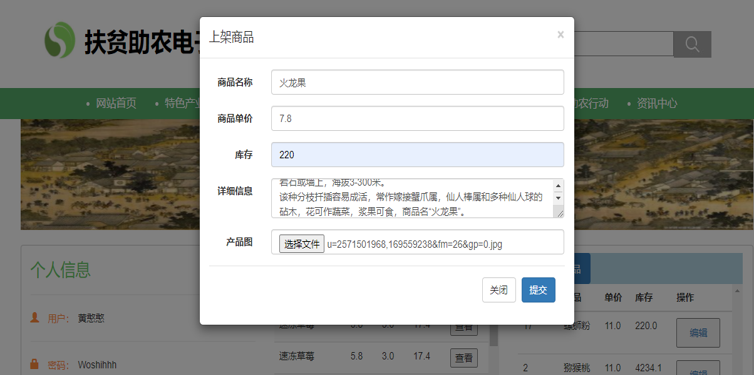 扶贫助农电子
上架商品
x
商品名称 火龙果
商品单价 7.8
库存 220
详细信息 岩石或墙上，海拔3-300米。
该种分枝扦插容易成活，常作嫁接蟹爪属，仙人棒属和多种仙人球的
砧木，花可作蔬菜，浆果可食，商品名“火龙果”。
产品图 选择文件 u=2571501968,169559238&fm=26&gp=0.jpg
关闭 提交
网站首页 特色产业 助农行动 资讯中心
个人信息
用户： 黄憨憨
密码： Woshihhh
速冻草莓 17.4 查看
速冻草莓 5.8 3.0 17.4 查看
品
品 单价 库存 操作
11 螺蛳粉 11.0 220.0 编辑
2 猕猴桃 11.0 4234.1 编辑